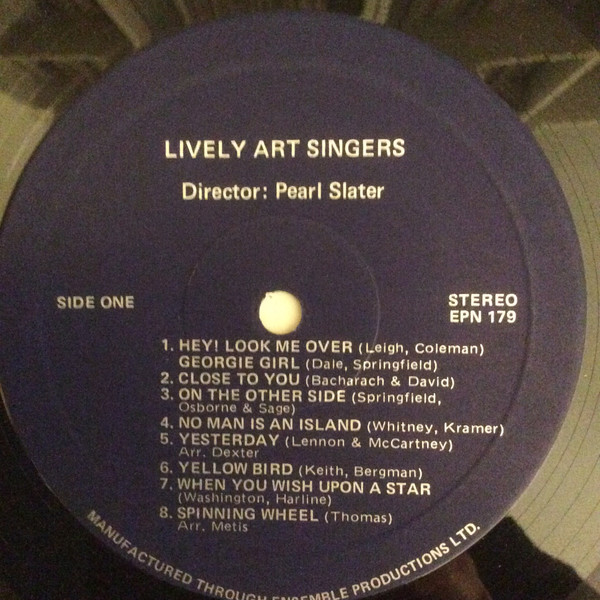 LIVELY ART SINGERS
Director: Pearl Slater
SIDE ONE
STEREO
EPN 179
1. HEY! LOOK ME OVER (Leigh, Coleman)
GEORGIE GIRL (Dale, Springfield)
2. CLOSE TO YOU (Bacharach & David)
3. ON THE OTHER SIDE (Springfield,
Osborne & Sage)
4. NO MAN IS AN ISLAND (Whitney, Kramer)
5. YESTERDAY (Lennon & McCartney)
Arr. Dexter
6. YELLOW BIRD (Keith, Bergman)
7. WHEN YOU WISH UPON A STAR
(Washington, Harline)
8. SPINNING WHEEL (Thomas)
Arr. Metis
MANUFACTURED THROUGH ENSEMBLE PRODUCTIONS LTD.